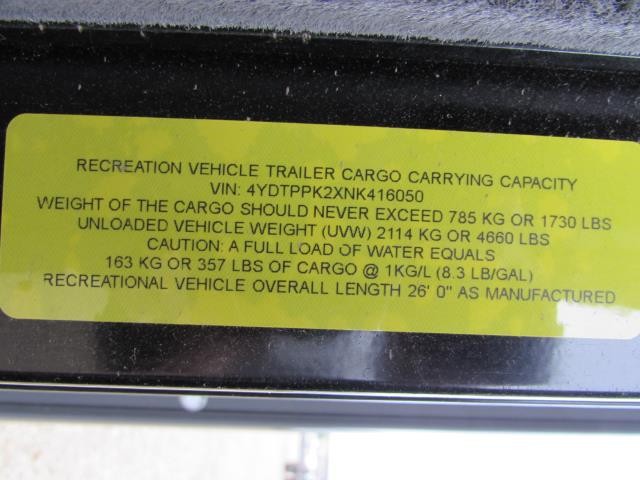 RECREATION VEHICLE TRAILER CARGO CARRYING CAPACITY
VIN: 4YDTPPK2XNK416050
WEIGHT OF THE CARGO SHOULD NEVER EXCEED 785 KG OR 1730 LBS
UNLOADED VEHICLE WEIGHT (UVW) 2114 KG OR 4660 LBS
CAUTION: A FULL LOAD OF WATER EQUALS
163 KG OR 357 LBS OF CARGO @ 1KG/L (8.3 LB/GAL)
RECREATIONAL VEHICLE OVERALL LENGTH 26' 0" AS MANUFACTURED